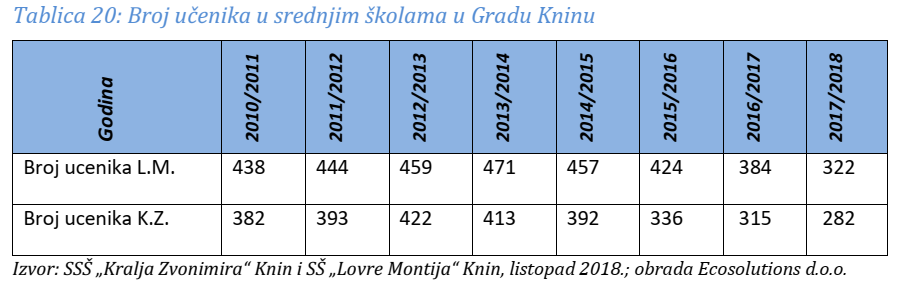 Tablica 20: Broj učenika u srednjim školama u Gradu Kninu
Godina 2010/2011 2011/2012 2012/2013 2013/2014 2014/2015 2015/2016 2016/2017 2017/2018
Broj ucenika L.M. 438 444 459 471 457 424 384 322
Broj ucenika K.Z. 382 393 422 413 392 336 315 282
Izvor: SSŠ „Kralja Zvonimira“ Knin i SŠ „Lovre Montija“ Knin, listopad 2018.; obrada Ecosolutions d.o.o.